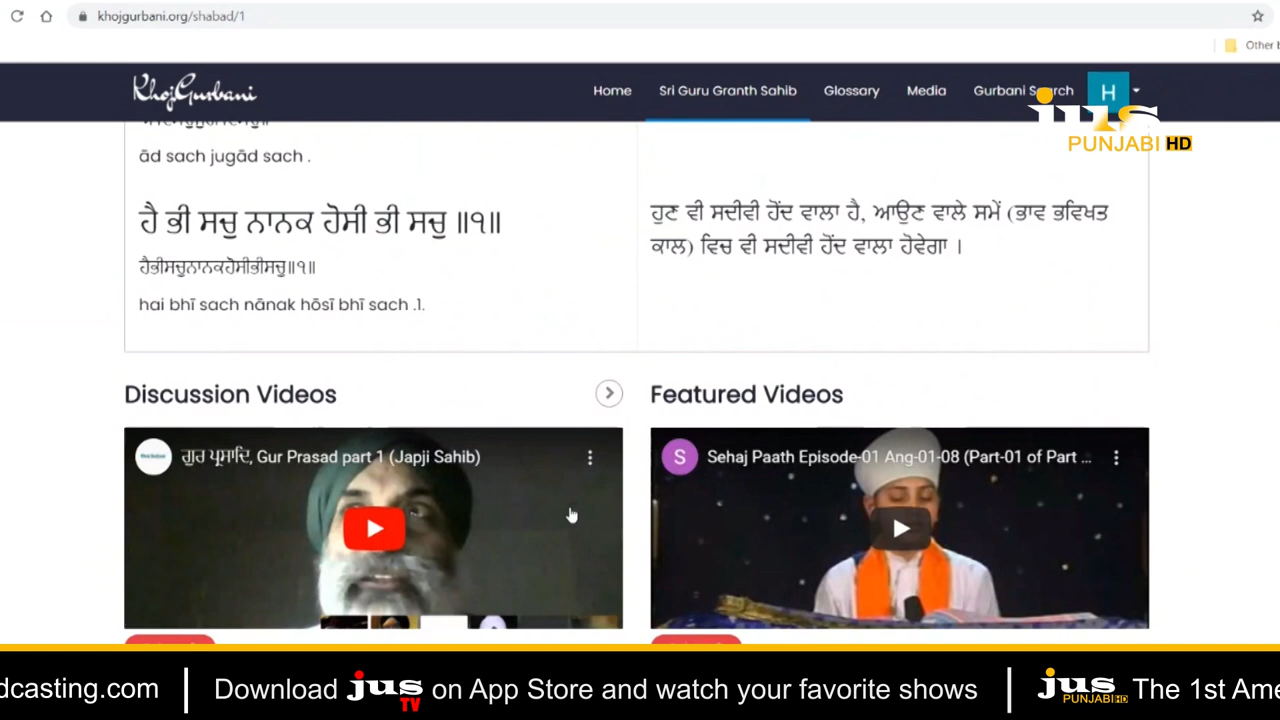 khojgurbani.org/shabad/1
Other
KhojGurbani
Home
Sri Guru Granth Sahib
Glossary
Media
Gurbani Search
H
jus
PUNJABI HD
ād sach jugād sach .
ਹੈ ਭੀ ਸਚੁ ਨਾਨਕ ਹੋਸੀ ਭੀ ਸਚੁ ॥੧॥
ਹੈਭੀਸਚੁਨਾਨਕਹੋਸੀਭੀਸਚੁ॥੧॥
hai bhī sach nānak hōsī bhī sach .1.
ਹੁਣ ਵੀ ਸਦੀਵੀ ਹੋਂਦ ਵਾਲਾ ਹੈ, ਆਉਣ ਵਾਲੇ ਸਮੇਂ (ਭਾਵ ਭਵਿਖਤ
ਕਾਲ) ਵਿਚ ਵੀ ਸਦੀਵੀ ਹੋਂਦ ਵਾਲਾ ਹੋਵੇਗਾ ।
Discussion Videos
Featured Videos
ਗੁਰ ਪ੍ਰਸਾਦਿ, Gur Prasad part 1 (Japji Sahib)
S
Sehaj Paath Episode-01 Ang-01-08 (Part-01 of Part ...
dcasting.com | Download jus TV on App Store and watch your favorite shows | jus PUNJABI HD The 1st Ame